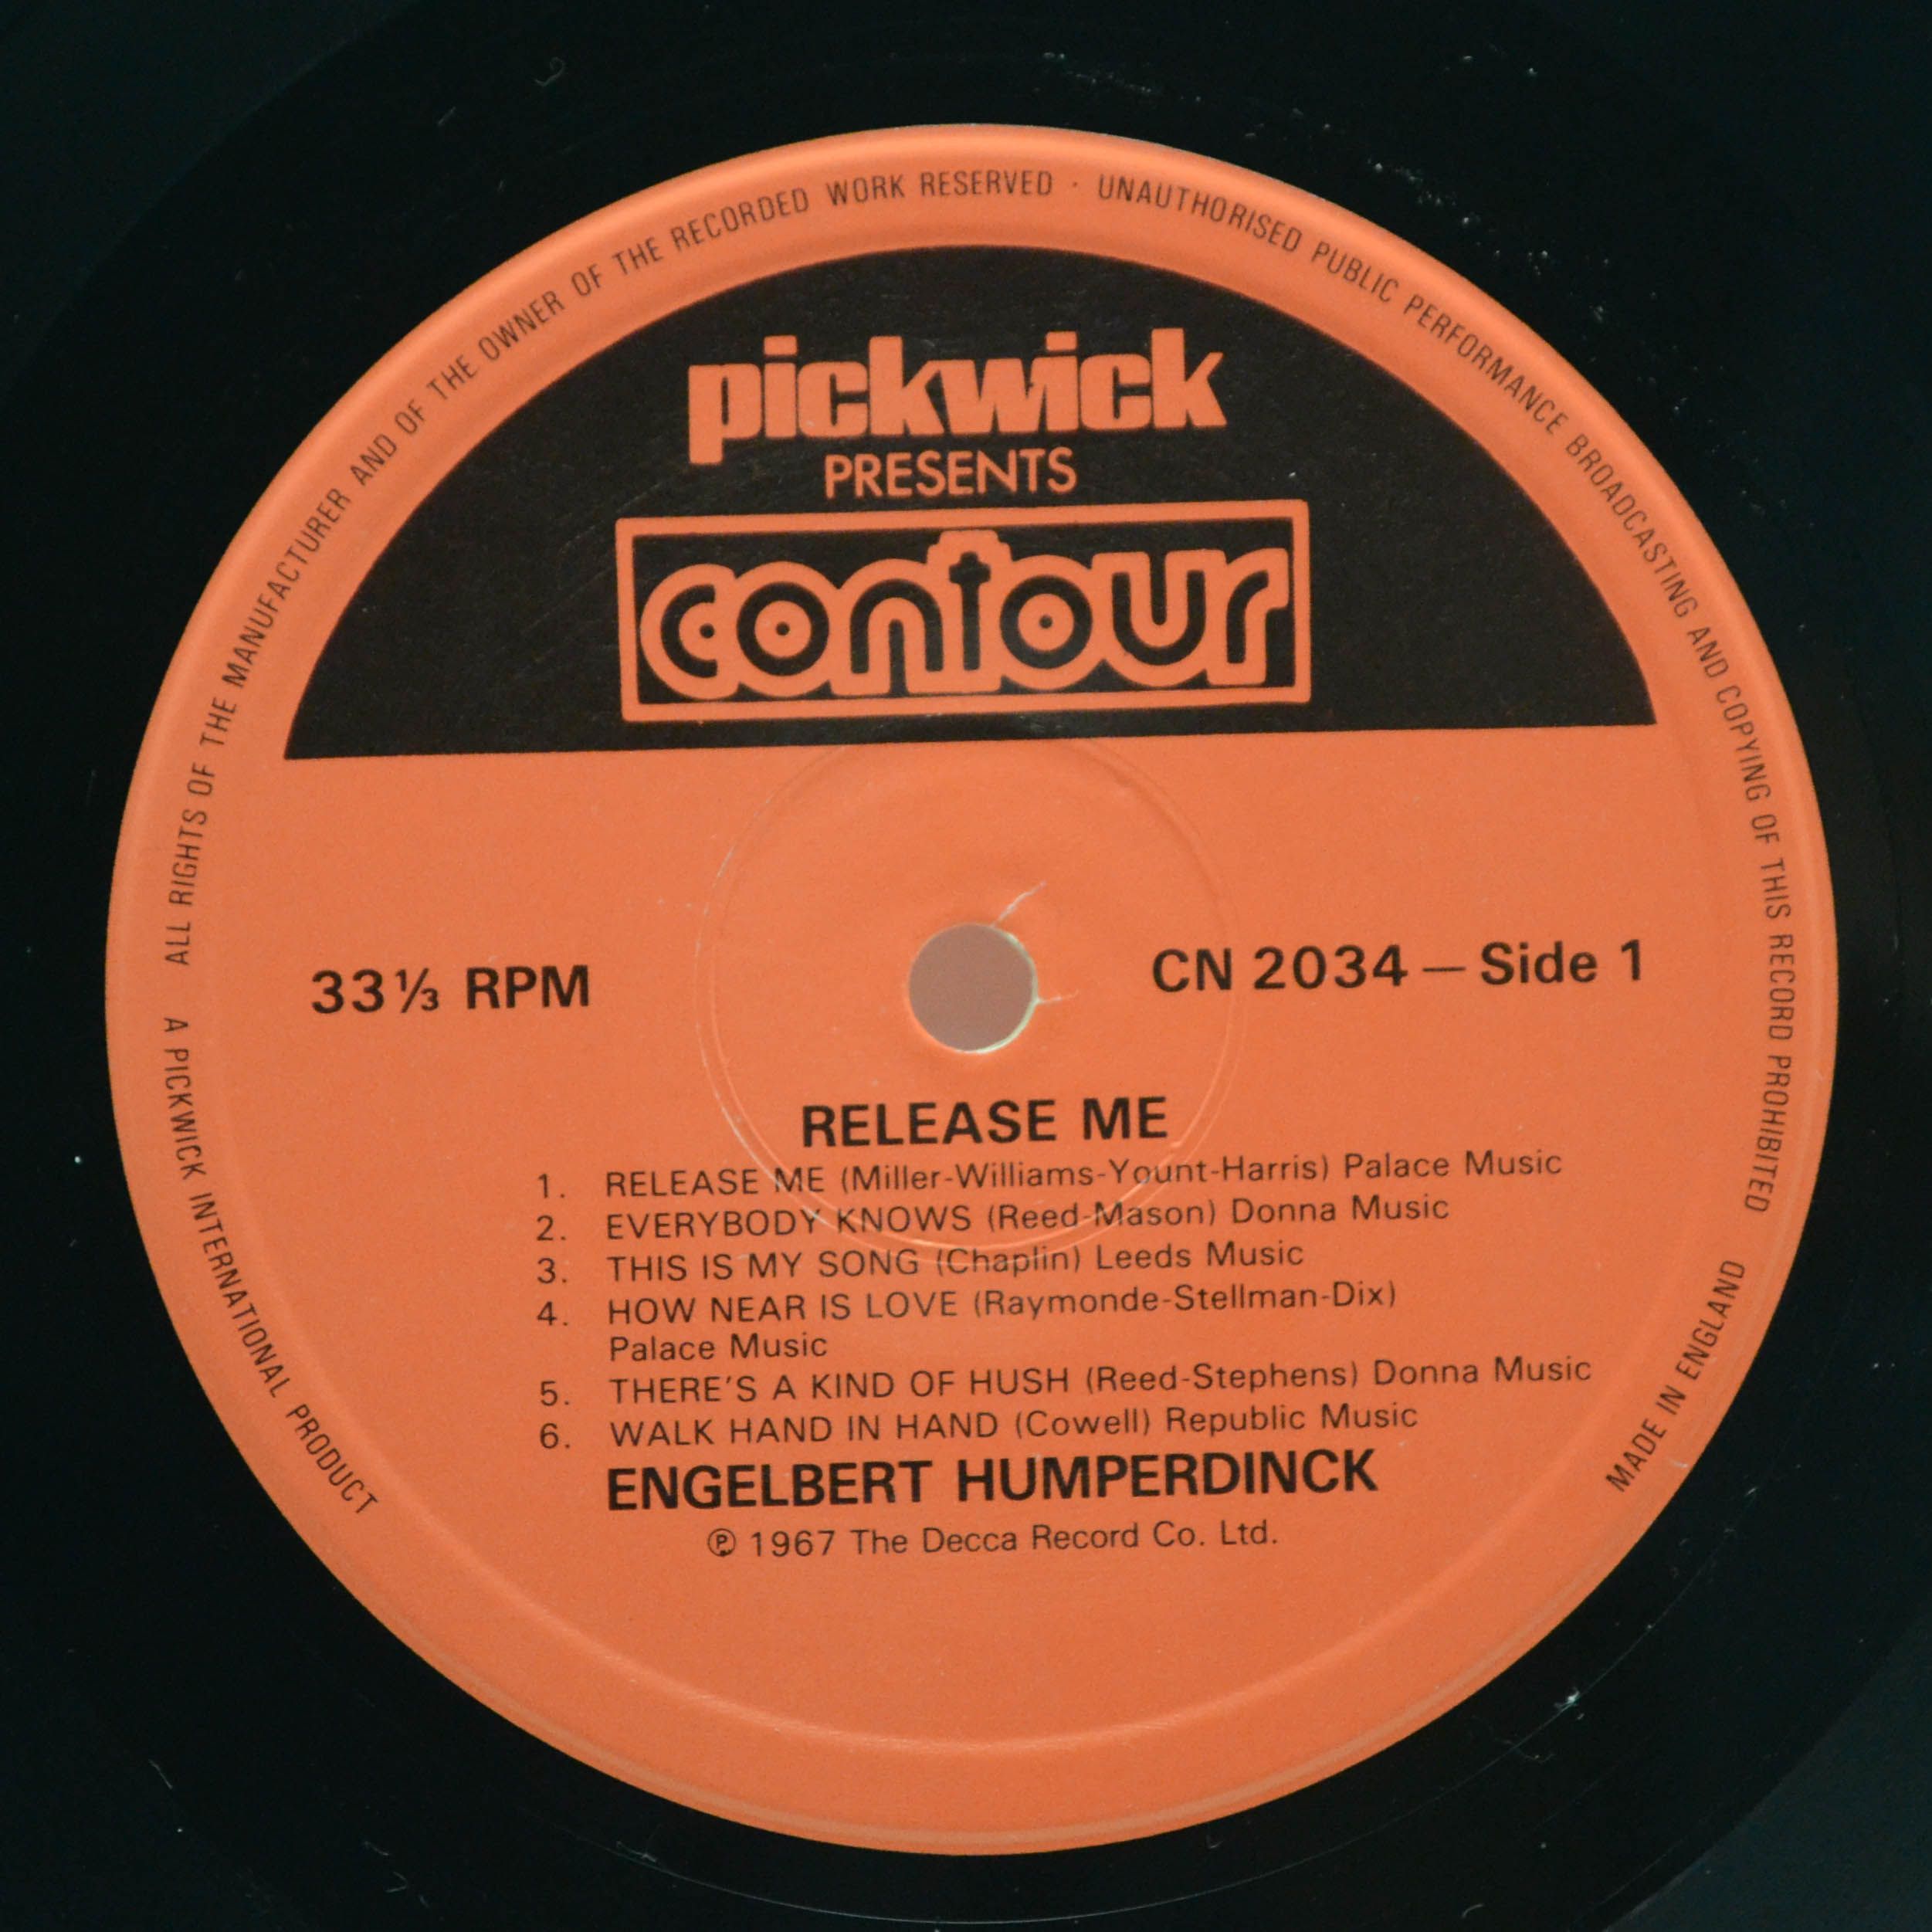 ALL RIGHTS OF THE MANUFACTURER AND OF THE OWNER OF THE RECORDED WORK RESERVED · UNAUTHORISED PUBLIC PERFORMANCE BROADCASTING AND COPYING OF THIS RECORD PROHIBITED
pickwick
PRESENTS
contour
33⅓ RPM
CN 2034 — Side 1
RELEASE ME
1. RELEASE ME (Miller-Williams-Yount-Harris) Palace Music
2. EVERYBODY KNOWS (Reed-Mason) Donna Music
3. THIS IS MY SONG (Chaplin) Leeds Music
4. HOW NEAR IS LOVE (Raymonde-Stellman-Dix)
Palace Music
5. THERE'S A KIND OF HUSH (Reed-Stephens) Donna Music
6. WALK HAND IN HAND (Cowell) Republic Music
ENGELBERT HUMPERDINCK
℗ 1967 The Decca Record Co. Ltd.
A PICKWICK INTERNATIONAL PRODUCT
MADE IN ENGLAND